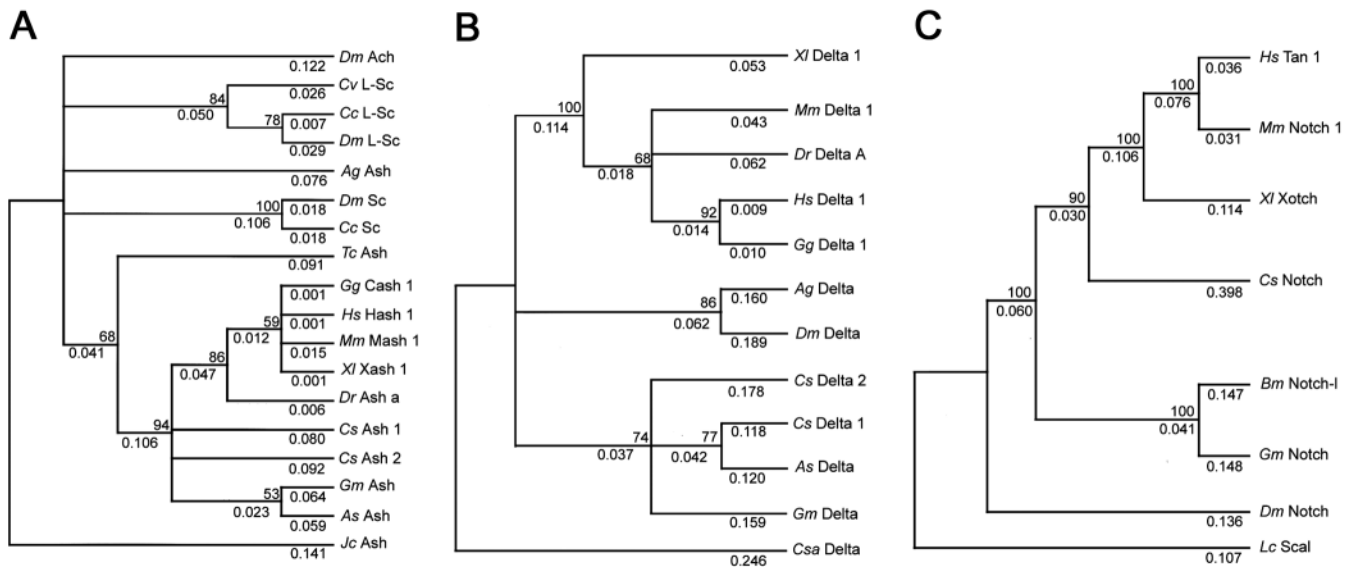 A
Dm Ach
0.122
84
Cv L-Sc
0.050
0.026
78
Cc L-Sc
0.007
Dm L-Sc
0.029
Ag Ash
0.076
100
Dm Sc
0.106
0.018
Cc Sc
0.018
Tc Ash
0.091
68
0.041
Gg Cash 1
0.001
59
Hs Hash 1
0.012
0.001
Mm Mash 1
0.015
86
Xl Xash 1
0.047
0.001
Dr Ash a
0.006
94
Cs Ash 1
0.106
0.080
Cs Ash 2
0.092
53
Gm Ash
0.023
0.064
As Ash
0.059
Jc Ash
0.141
B
Xl Delta 1
0.053
100
0.114
Mm Delta 1
0.043
68
Dr Delta A
0.018
0.062
92
Hs Delta 1
0.014
0.009
Gg Delta 1
0.010
86
Ag Delta
0.062
0.160
Dm Delta
0.189
Cs Delta 2
0.178
74
0.037
77
Cs Delta 1
0.042
0.118
As Delta
0.120
Gm Delta
0.159
Csa Delta
0.246
C
Hs Tan 1
0.036
100
0.076
Mm Notch 1
0.031
100
0.106
Xl Xotch
0.114
90
0.030
Cs Notch
0.398
100
0.060
Bm Notch-l
0.147
100
0.041
Gm Notch
0.148
Dm Notch
0.136
Lc Scal
0.107